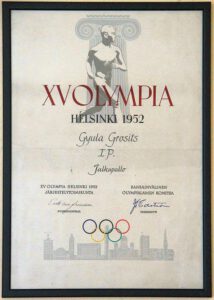 XV OLYMPIA
HELSINKI 1952
Gyula Grosits
I.P.
Jalkapallo
XV OLYMPIA HELSINKI 1952
JÄRJESTELYTOIMIKUNTA
KANSAINVÄLINEN
OLYMPIALAINEN KOMITEA